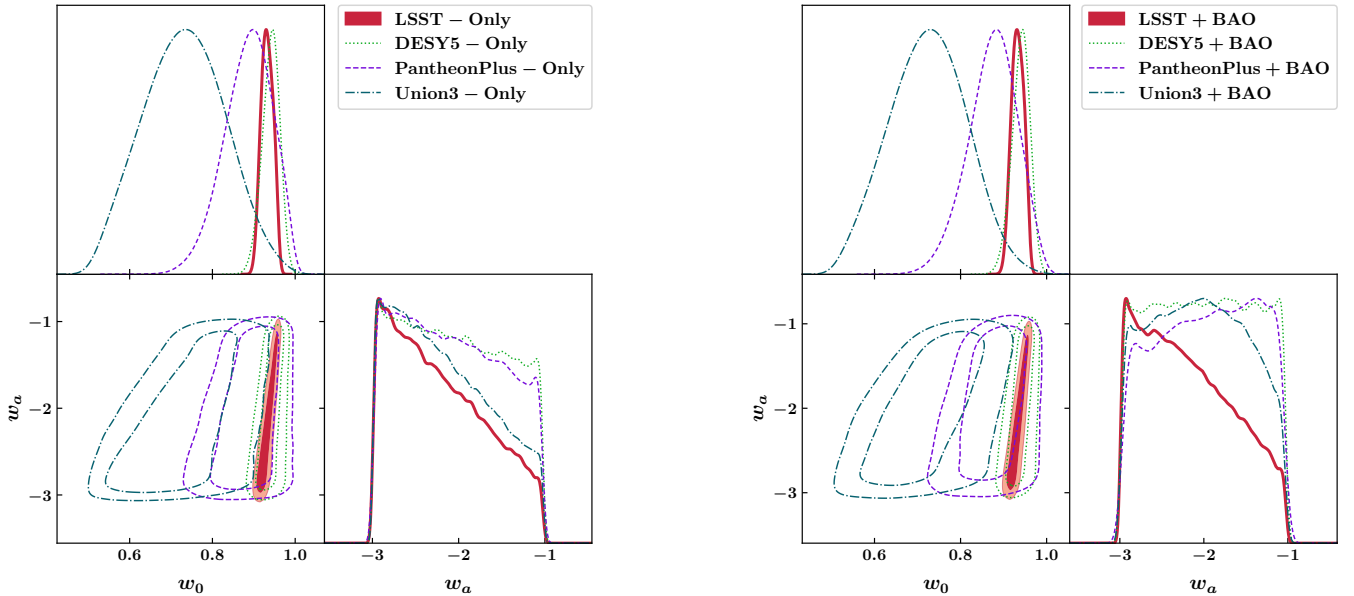 LSST − Only
DESY5 − Only
PantheonPlus − Only
Union3 − Only
−1
−2
−3
w_a
0.6 0.8 1.0
w_0
−3 −2 −1
w_a
LSST + BAO
DESY5 + BAO
PantheonPlus + BAO
Union3 + BAO
−1
−2
−3
w_a
0.6 0.8 1.0
w_0
−3 −2 −1
w_a